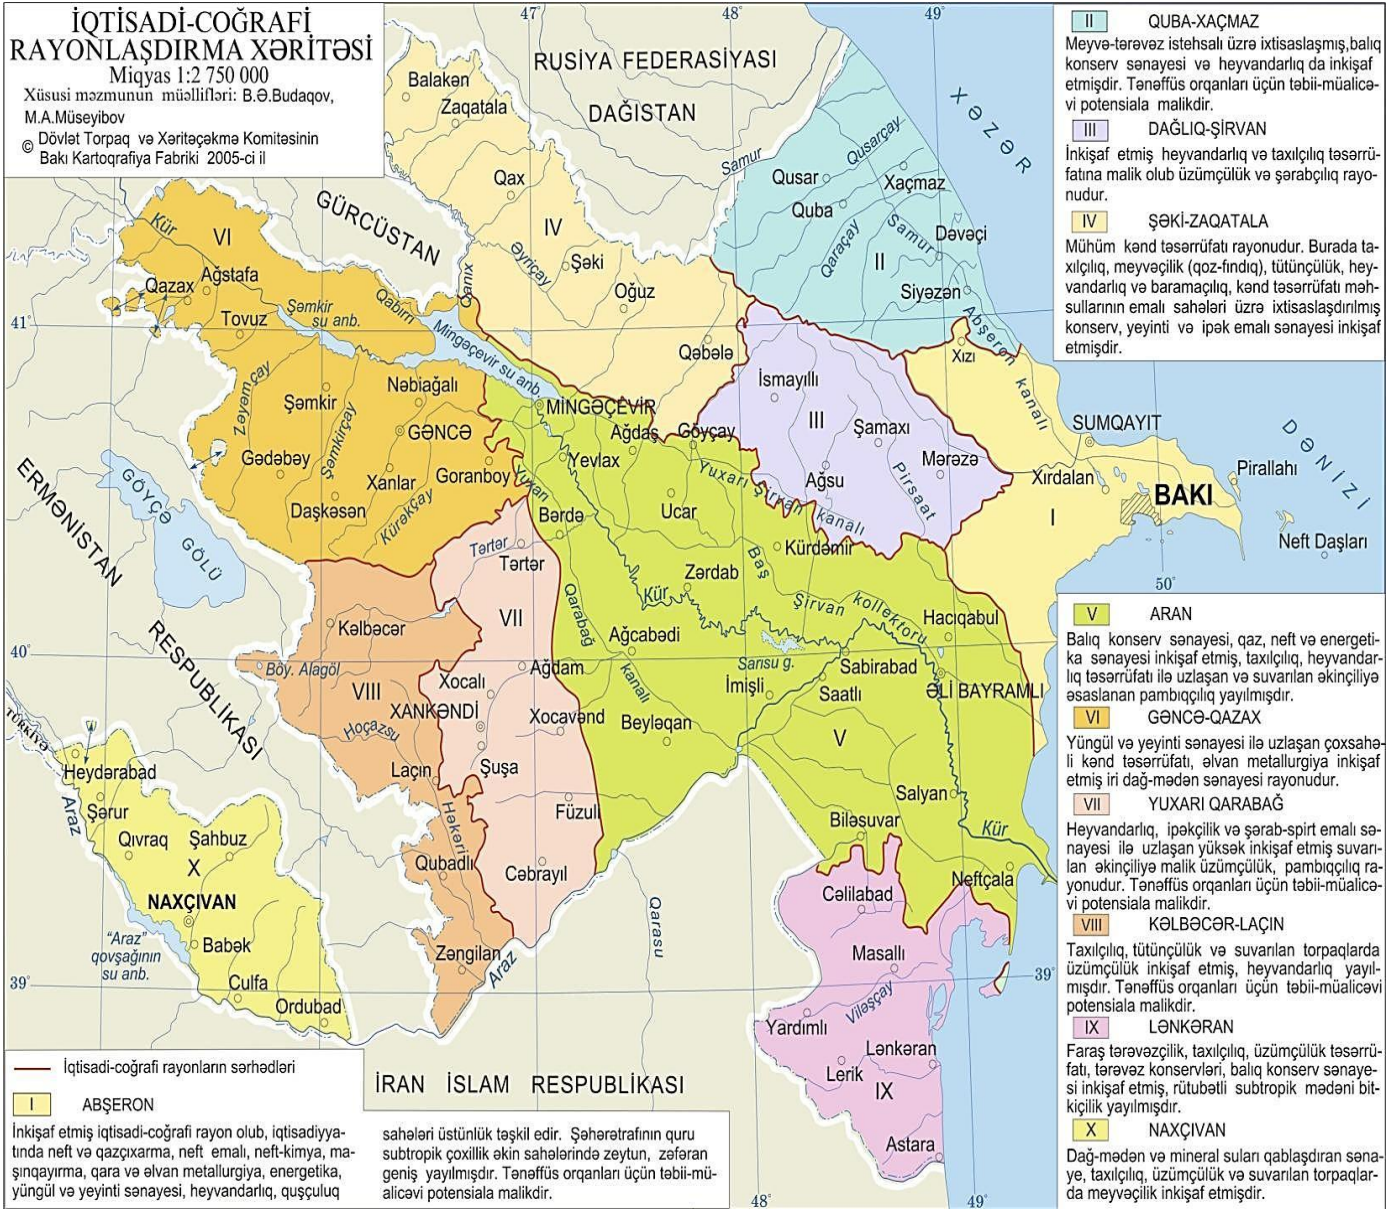 İQTİSADİ-COĞRAFİ
RAYONLAŞDIRMA XƏRİTƏSİ
Miqyas 1:2 750 000
Xüsusi məzmunun müəllifləri: B.Ə.Budaqov,
M.A.Müseyibov
© Dövlət Torpaq və Xəritəçəkmə Komitəsinin
Bakı Kartoqrafiya Fabriki 2005-ci il
47°
48°
49°
RUSİYA FEDERASİYASI
DAĞISTAN
XƏZƏR
Balakən
Zaqatala
Samur
Qusarçay
Qusar
Xaçmaz
Quba
Qax
GÜRCÜSTAN
IV
Kür
VI
Əyriçay
Qaraçay
Samur
Dəvəçi
II
Şəki
Qanıx
Ağstafa
Qazax
Oğuz
Siyəzən
Şəmkir
su anb.
Qabırrı
Abşeron
kanalı
41°
Tovuz
Mingəçevir su anb.
Qəbələ
Xızı
Zəyəmçay
Nəbiağalı
İsmayıllı
Şəmkir
MİNGƏÇEVİR
III
SUMQAYIT
DƏNİZİ
Şəmkirçay
GƏNCƏ
Ağdaş
Göyçay
Şamaxı
Gədəbəy
Goranboy
Yevlax
Yuxarı Şirvan
kanalı
Mərəzə
Pirallahı
ERMƏNİSTAN
RESPUBLİKASI
GÖYÇƏ
GÖLÜ
Xanlar
Yuxarı
Ağsu
Pirsaat
Xırdalan
BAKI
Daşkəsən
Kürəkçay
Bərdə
Ucar
I
Neft Daşları
Tərtər
Tərtər
Kürdəmir
50°
Zərdab
Baş
Şirvan kollektoru
Qarabağ
kanalı
Kür
VII
Hacıqabul
Kəlbəcər
Ağcabədi
40°
Böy. Alagöl
Ağdam
Sarısu g.
Sabirabad
Xocalı
VIII
İmişli
Saatlı
ƏLİ BAYRAMLI
XANKƏNDİ
Xocavənd
TÜRKİYƏ
Hoçazsu
Beyləqan
V
Heydərabad
Laçın
Şuşa
Araz
Salyan
Şərur
Həkəri
Füzuli
Biləsuvar
Kür
Qıvraq
Şahbuz
X
Qubadlı
Cəbrayıl
Neftçala
NAXÇIVAN
Cəlilabad
Qarasu
"Araz"
qovşağının
su anb.
Babək
Zəngilan
Araz
Masallı
39°
Culfa
39°
Ordubad
Viləşçay
Yardımlı
Lənkəran
Lerik
IX
Astara
İRAN İSLAM RESPUBLİKASI
48°
49°
İqtisadi-coğrafi rayonların sərhədləri
I ABŞERON
İnkişaf etmiş iqtisadi-coğrafi rayon olub, iqtisadiyya-
tında neft və qazçıxarma, neft emalı, neft-kimya, ma-
şınqayırma, qara və əlvan metallurgiya, energetika,
yüngül və yeyinti sənayesi, heyvandarlıq, quşçuluq
sahələri üstünlük təşkil edir. Şəhərətrafının quru
subtropik çoxillik əkin sahələrində zeytun, zəfəran
geniş yayılmışdır. Tənəffüs orqanları üçün təbii-mü-
alicəvi potensiala malikdir.
II QUBA-XAÇMAZ
Meyvə-tərəvəz istehsalı üzrə ixtisaslaşmış,balıq
konserv sənayesi və heyvandarlıq da inkişaf
etmişdir. Tənəffüs orqanları üçün təbii-müalicə-
vi potensiala malikdir.
III DAĞLIQ-ŞİRVAN
İnkişaf etmiş heyvandarlıq və taxılçılıq təsərrü-
fatına malik olub üzümçülük və şərabçılıq rayo-
nudur.
IV ŞƏKİ-ZAQATALA
Mühüm kənd təsərrüfatı rayonudur. Burada ta-
xılçılıq, meyvəçilik (qoz-fındıq), tütünçülük, hey-
vandarlıq və baramaçılıq, kənd təsərrüfatı məh-
sullarının emalı sahələri üzrə ixtisaslaşdırılmış
konserv, yeyinti və ipək emalı sənayesi inkişaf
etmişdir.
V ARAN
Balıq konserv sənayesi, qaz, neft və energeti-
ka sənayesi inkişaf etmiş, taxılçılıq, heyvandar-
lıq təsərrüfatı ilə uzlaşan və suvarılan əkinçiliyə
əsaslanan pambıqçılıq yayılmışdır.
VI GƏNCƏ-QAZAX
Yüngül və yeyinti sənayesi ilə uzlaşan çoxsahə-
li kənd təsərrüfatı, əlvan metallurgiya inkişaf
etmiş iri dağ-mədən sənayesi rayonudur.
VII YUXARI QARABAĞ
Heyvandarlıq, ipəkçilik və şərab-spirt emalı sə-
nayesi ilə uzlaşan yüksək inkişaf etmiş suvarı-
lan əkinçiliyə malik üzümçülük, pambıqçılıq ra-
yonudur. Tənəffüs orqanları üçün təbii-müalicə-
vi potensiala malikdir.
VIII KƏLBƏCƏR-LAÇIN
Taxılçılıq, tütünçülük və suvarılan torpaqlarda
üzümçülük inkişaf etmiş, heyvandarlıq yayıl-
mışdır. Tənəffüs orqanları üçün təbii-müalicəvi
potensiala malikdir.
IX LƏNKƏRAN
Faraş tərəvəzçilik, taxılçılıq, üzümçülük təsərrü-
fatı, tərəvəz konservləri, balıq konserv sənaye-
si inkişaf etmiş, rütubətli subtropik mədəni bit-
kiçilik yayılmışdır.
X NAXÇIVAN
Dağ-mədən və mineral suları qablaşdıran səna-
ye, taxılçılıq, üzümçülük və suvarılan torpaqlar-
da meyvəçilik inkişaf etmişdir.